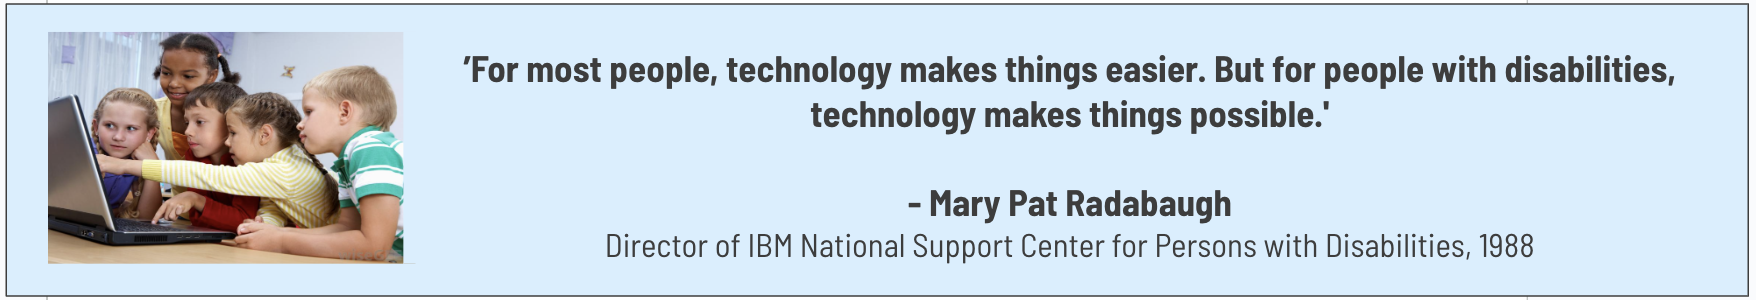 'For most people, technology makes things easier. But for people with disabilities,
technology makes things possible.'
- Mary Pat Radabaugh
Director of IBM National Support Center for Persons with Disabilities, 1988